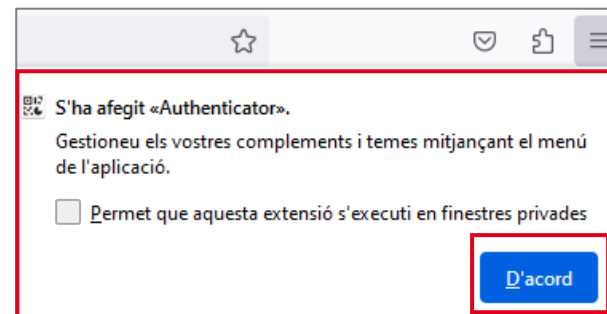 S'ha afegit «Authenticator».
Gestioneu els vostres complements i temes mitjançant el menú
de l'aplicació.
Permet que aquesta extensió s'executi en finestres privades
D'acord